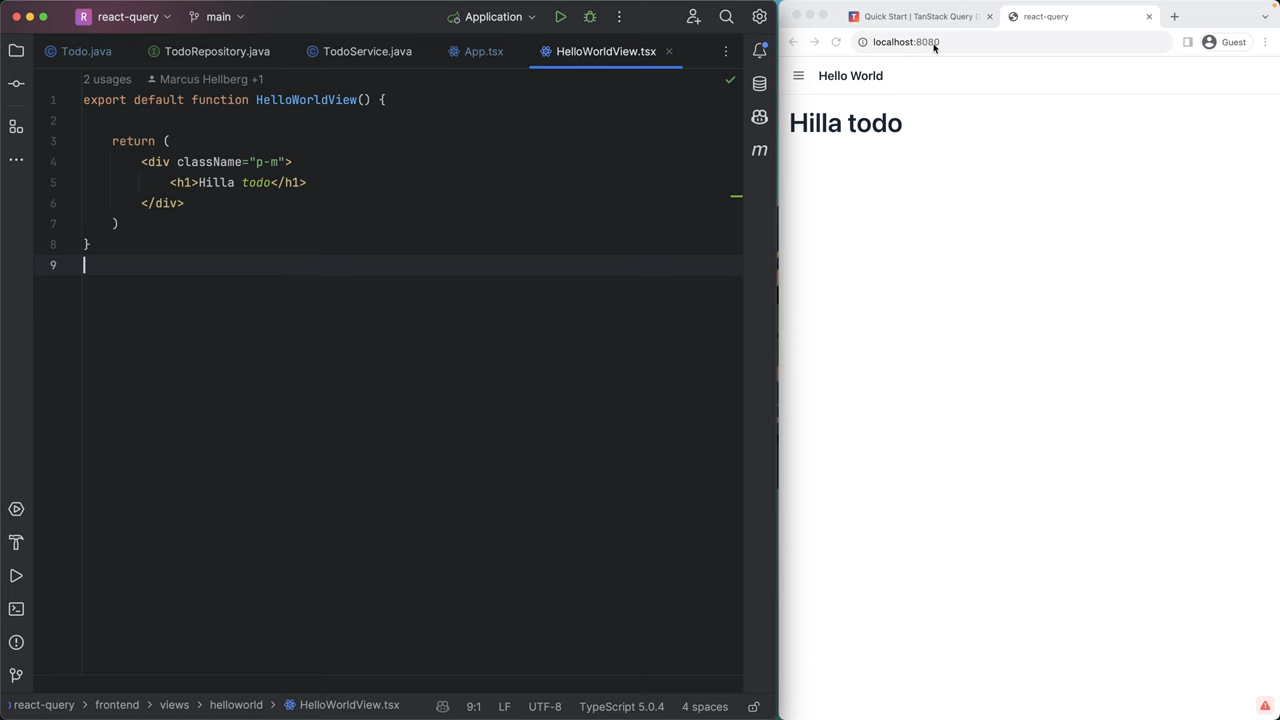 R react-query main Application
Todo.java TodoRepository.java TodoService.java App.tsx HelloWorldView.tsx
2 usages Marcus Hellberg +1
1 export default function HelloWorldView() {
2
3 return (
4 <div className="p-m">
5 <h1>Hilla todo</h1>
6 </div>
7 )
8 }
9
m
react-query > frontend > views > helloworld > HelloWorldView.tsx 9:1 LF UTF-8 TypeScript 5.0.4 4 spaces
Quick Start | TanStack Query D react-query
localhost:8080 Guest
Hello World
Hilla todo